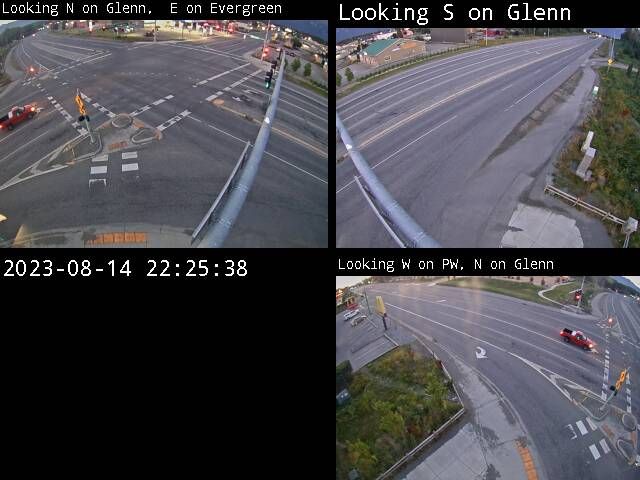 Looking N on Glenn,  E on Evergreen
Looking S on Glenn
2023-08-14 22:25:38
Looking W on PW, N on Glenn